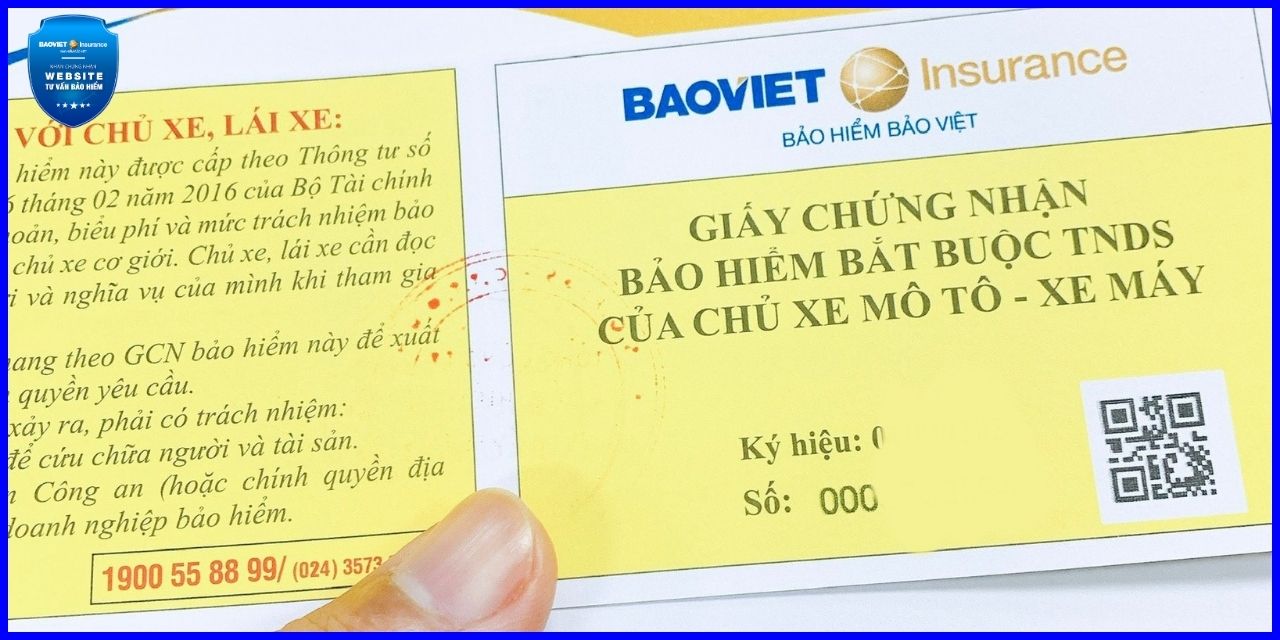 BAOVIET Insurance
WEBSITE
TƯ VẤN BẢO HIỂM
VỚI CHỦ XE, LÁI XE:
hiểm này được cấp theo Thông tư số
tháng 02 năm 2016 của Bộ Tài chính
biểu phí và mức trách nhiệm bảo
chủ xe cơ giới. Chủ xe, lái xe cần đọc
và nghĩa vụ của mình khi tham gia
theo GCN bảo hiểm này để xuất
quyền yêu cầu.
xảy ra, phải có trách nhiệm:
để cứu chữa người và tài sản.
Công an (hoặc chính quyền địa
doanh nghiệp bảo hiểm.
1900 55 88 99/ (024) 3573
BAOVIET Insurance
BẢO HIỂM BẢO VIỆT
GIẤY CHỨNG NHẬN
BẢO HIỂM BẮT BUỘC TNDS
CỦA CHỦ XE MÔ TÔ - XE MÁY
Ký hiệu:
Số: 000